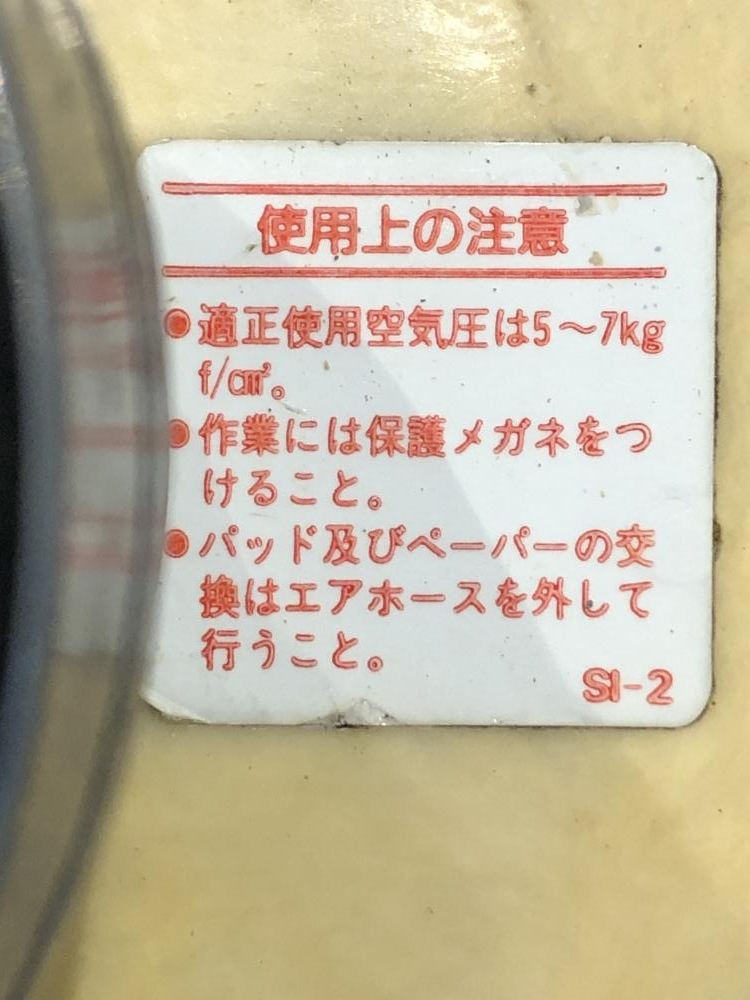 使用上の注意
●適正使用空気圧は5〜7kg
f/cm²。
●作業には保護メガネをつ
けること。
●パッド及びペーパーの交
換はエアホースを外して
行うこと。
SI-2